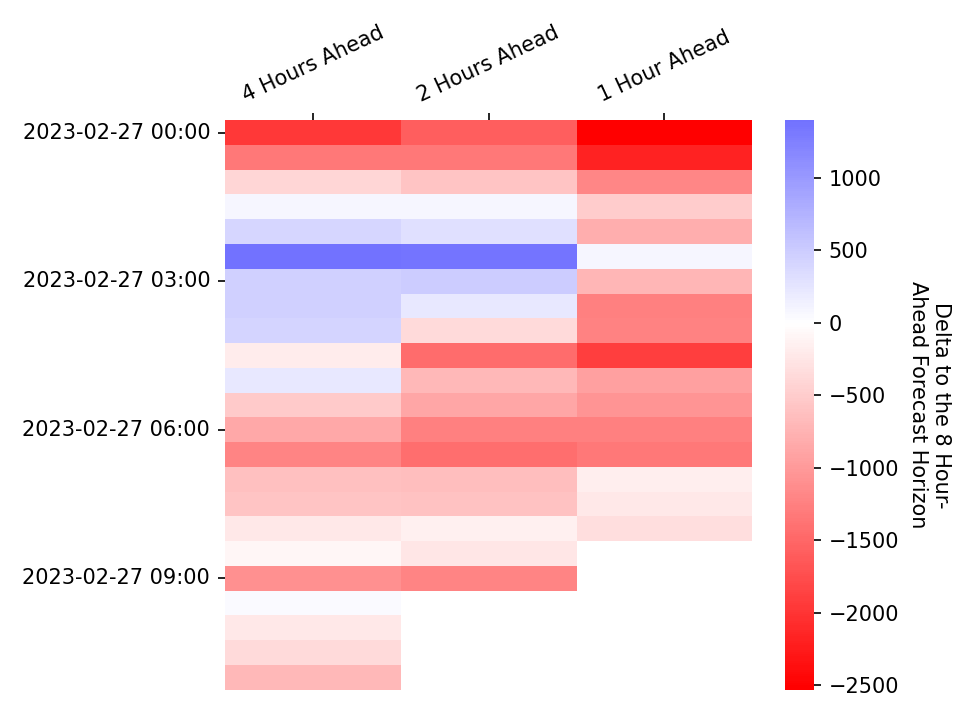 4 Hours Ahead
2 Hours Ahead
1 Hour Ahead
2023-02-27 00:00
2023-02-27 03:00
2023-02-27 06:00
2023-02-27 09:00
1000
500
0
−500
−1000
−1500
−2000
−2500
Delta to the 8 Hour-
Ahead Forecast Horizon